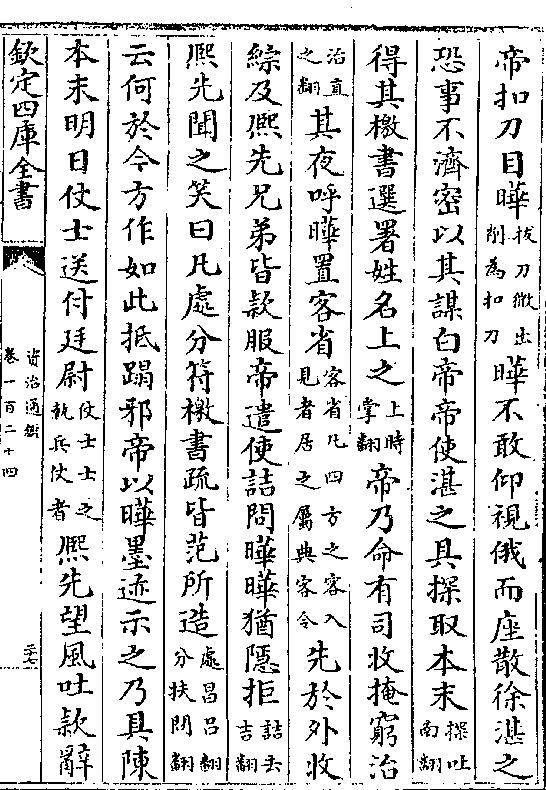 帝扣刀目曄拔刀微出削為扣刀曄不敢仰視俄而座散徐湛之
恐事不濟密以其謀白帝帝使湛之具探取本末探吐南翻
得其檄書選署姓名上之上時掌翻帝乃命有司收掩窮治
治直之翻其夜呼曄置客省客省凡四方之客入見者居之屬典客令先於外收
綜及熙先兄弟皆款服帝遣使詰問曄曄猶隱拒詰去吉翻
熙先聞之笑曰凡處分符檄書疏皆范所造處昌呂翻分扶問翻
云何於今方作如此抵蹋邪帝以曄墨迹示之乃具陳
本末明日仗士送付廷尉仗士士之執兵仗者熙先望風吐款辭
欽定四庫全書
資治通鑑
卷一百二十四
三七